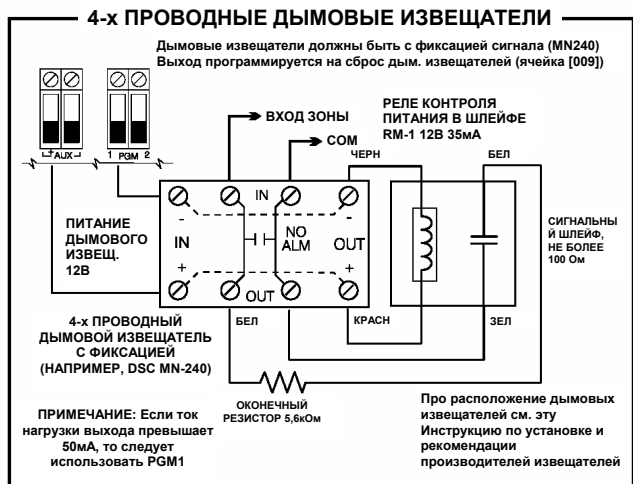 4-х ПРОВОДНЫЕ ДЫМОВЫЕ ИЗВЕЩАТЕЛИ
Дымовые извещатели должны быть с фиксацией сигнала (MN240)
Выход программируется на сброс дым. извещателей (ячейка [009])
+ AUX -
1 PGM 2
ВХОД ЗОНЫ
COM
РЕЛЕ КОНТРОЛЯ
ПИТАНИЯ В ШЛЕЙФЕ
RM-1 12В 35мА
ЧЕРН
БЕЛ
IN
-
-
IN
NO
ALM
OUT
+
+
OUT
ПИТАНИЕ
ДЫМОВОГО
ИЗВЕЩ.
12В
СИГНАЛЬНЫ
Й ШЛЕЙФ,
НЕ БОЛЕЕ
100 Ом
4-х ПРОВОДНЫЙ
ДЫМОВОЙ ИЗВЕЩАТЕЛЬ
С ФИКСАЦИЕЙ
(НАПРИМЕР, DSC MN-240)
БЕЛ
КРАСН
ЗЕЛ
ОКОНЕЧНЫЙ
РЕЗИСТОР 5,6кОм
ПРИМЕЧАНИЕ: Если ток
нагрузки выхода превышает
50мА, то следует
использовать PGM1
Про расположение дымовых
извещателей см. эту
Инструкцию по установке и
рекомендации
производителей извещателей